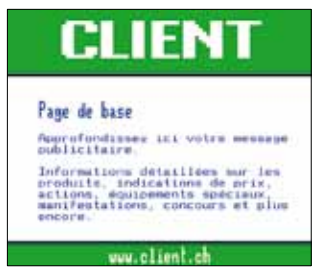 CLIENT
Page de base
Approfondissez ici votre message
publicitaire.
Informations détaillées sur les
produits, indications de prix,
actions, équipements spéciaux,
manifestations, concours et plus
encore.
www.client.ch